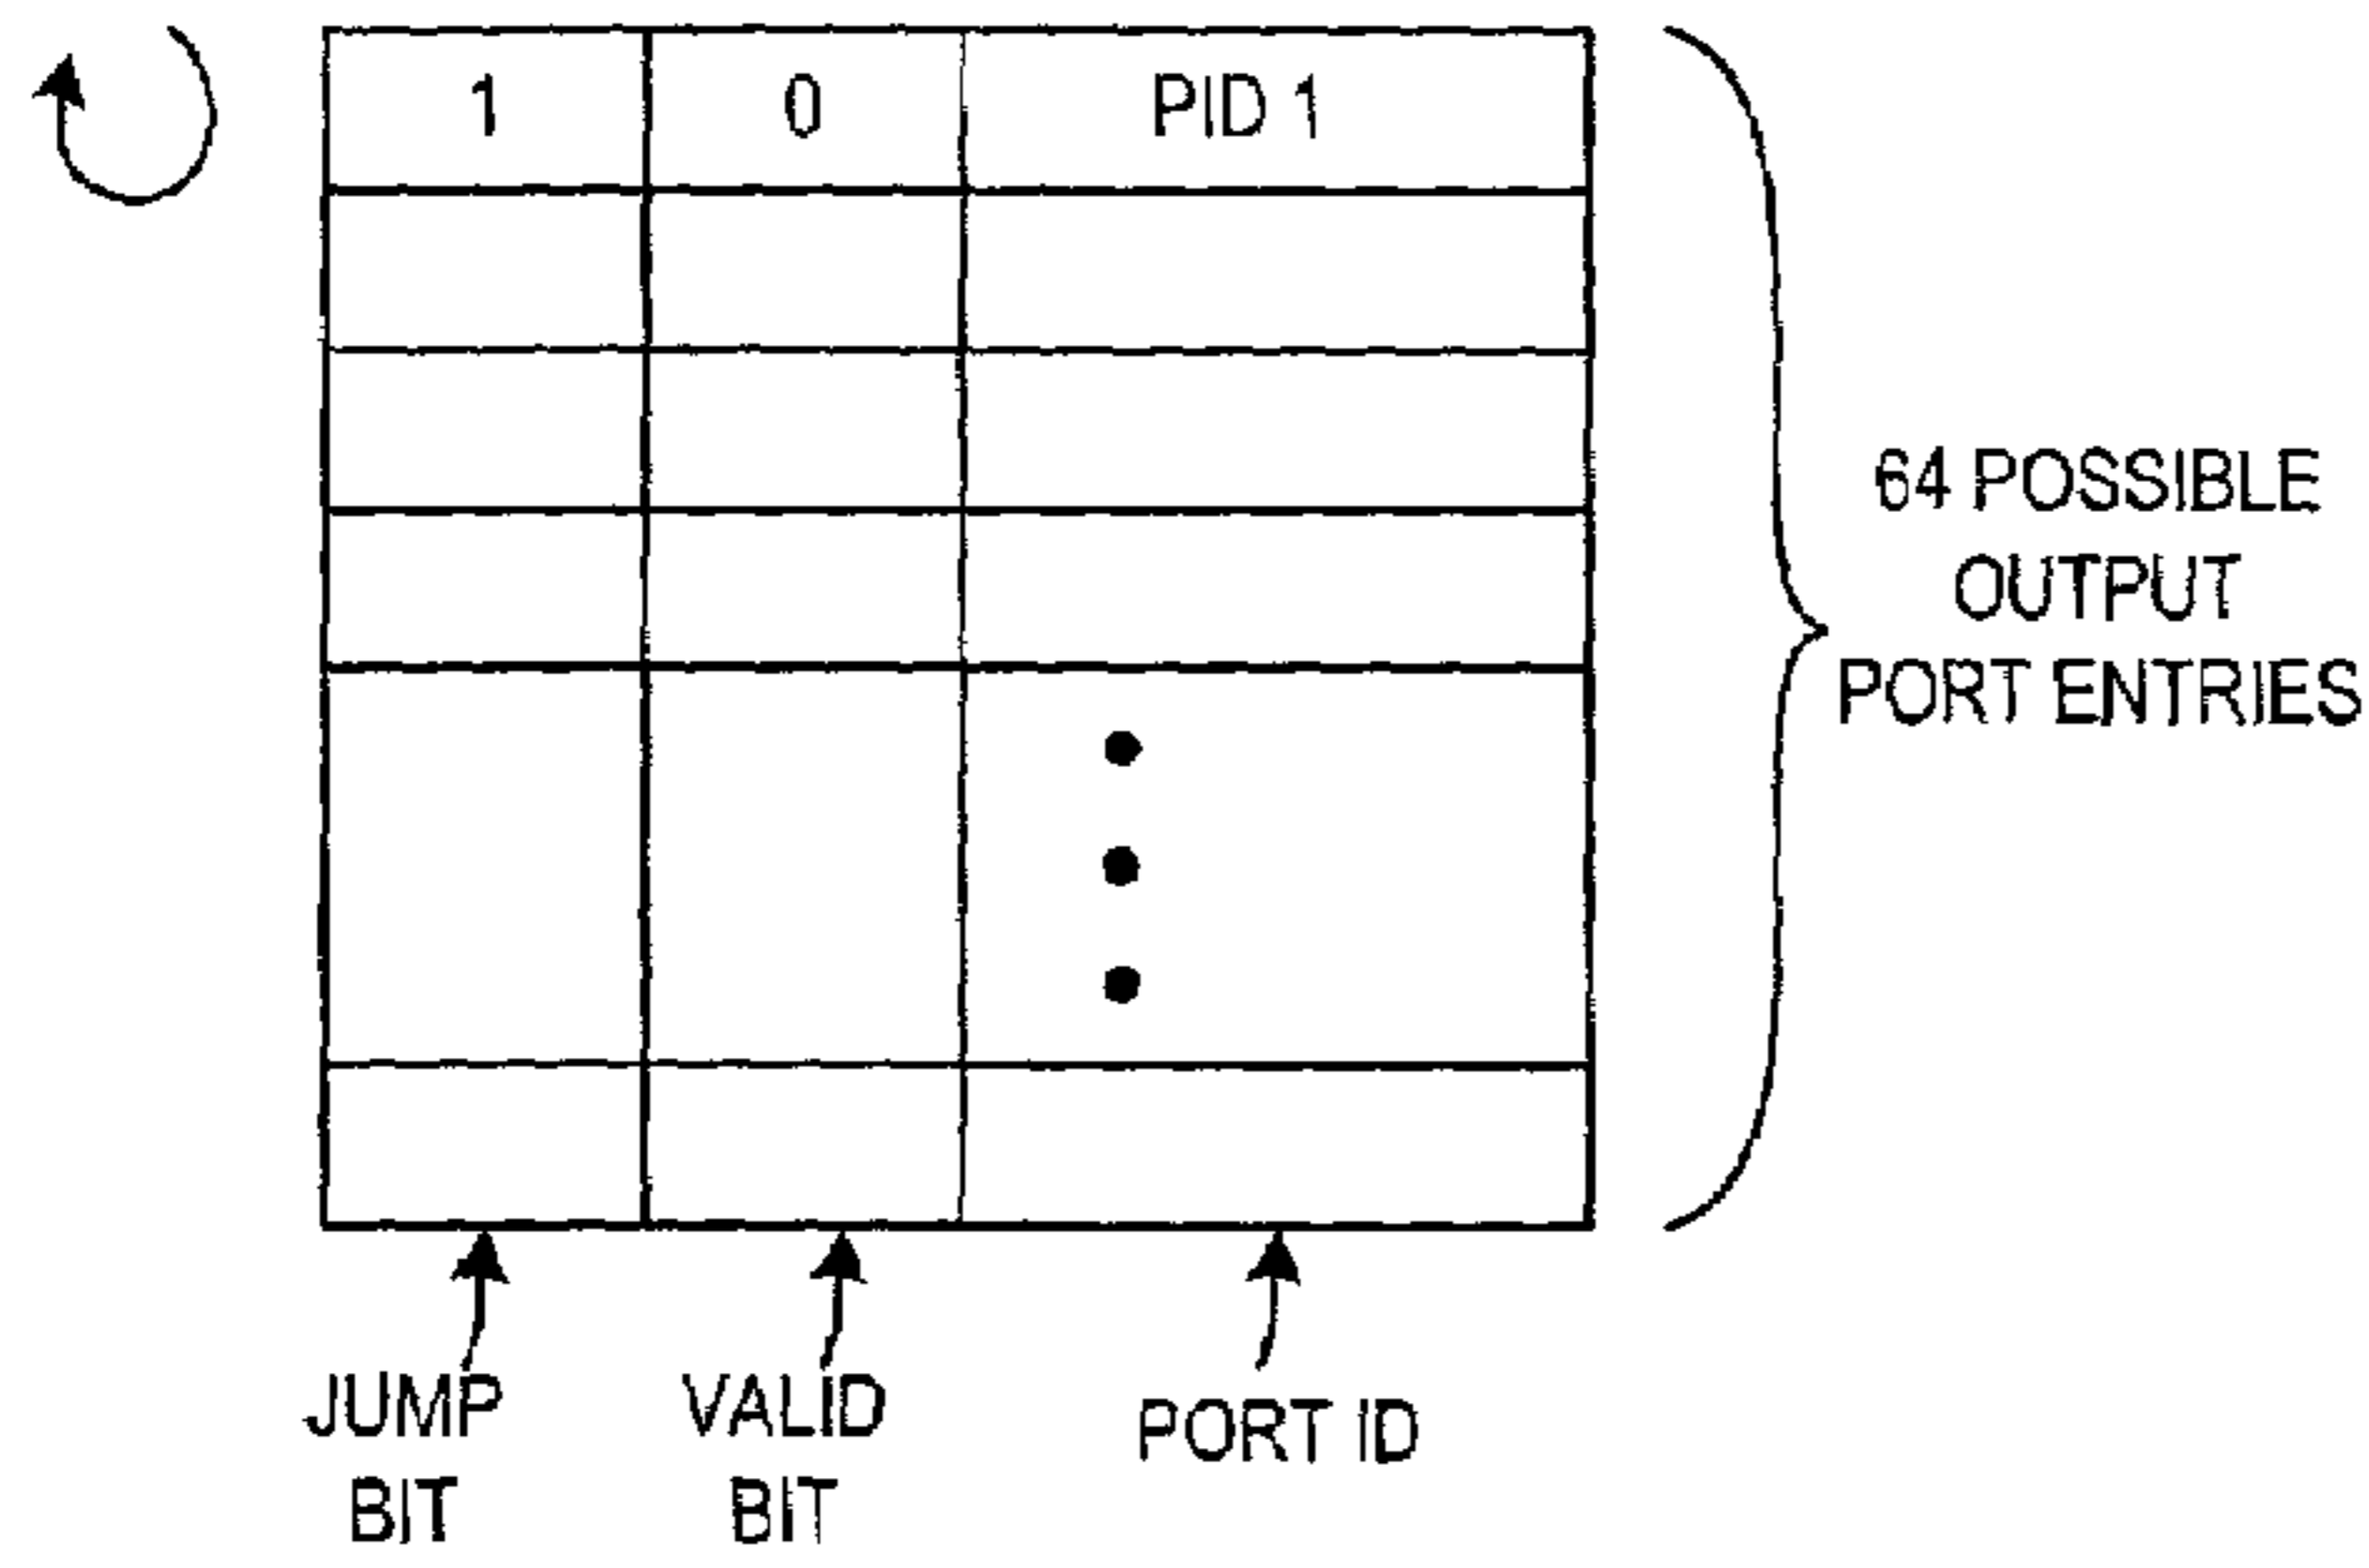 1 0 PID 1
64 POSSIBLE
OUTPUT
PORT ENTRIES
JUMP
BIT
VALID
BIT
PORT ID